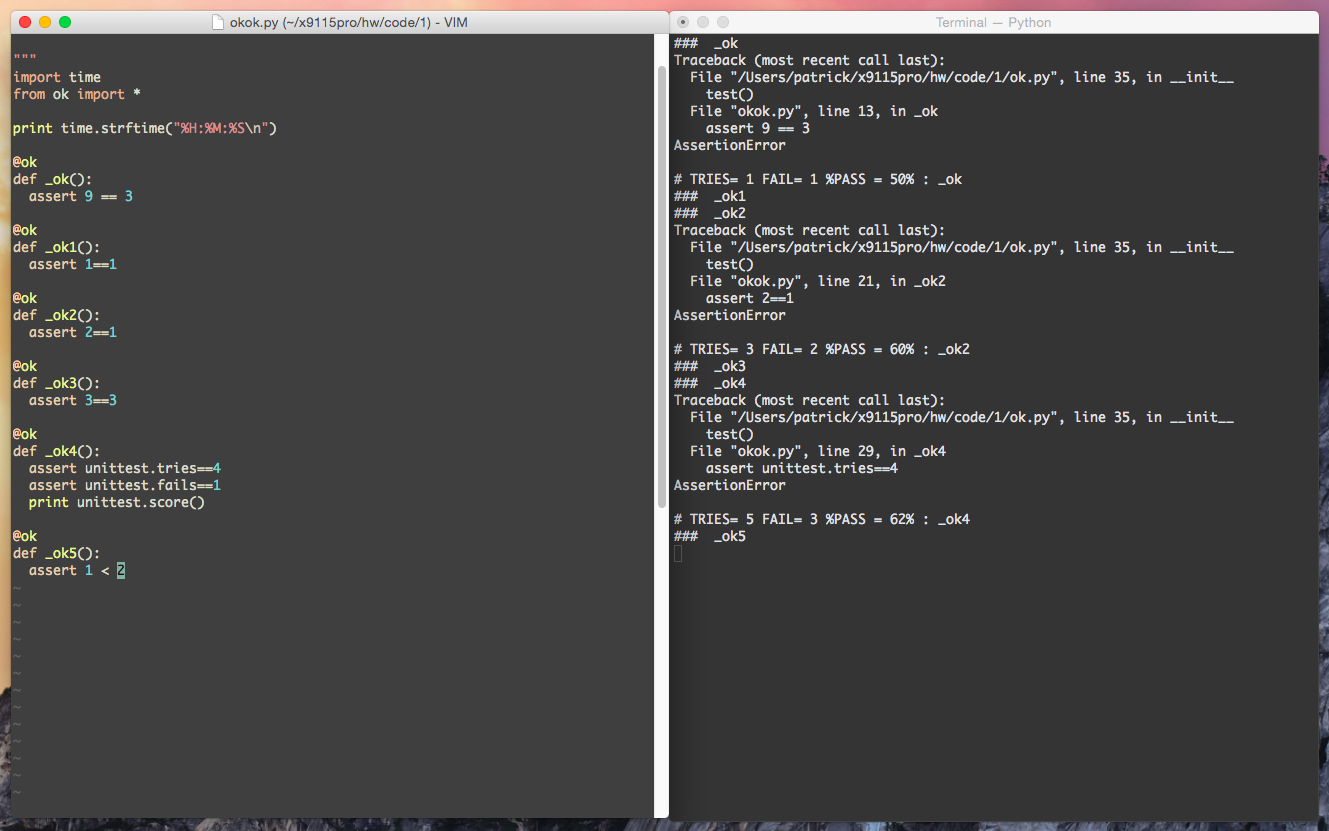 okok.py (~/x9115pro/hw/code/1) - VIM
"""
import time
from ok import *
print time.strftime("%H:%M:%S\n")
@ok
def _ok():
  assert 9 == 3
@ok
def _ok1():
  assert 1==1
@ok
def _ok2():
  assert 2==1
@ok
def _ok3():
  assert 3==3
@ok
def _ok4():
  assert unittest.tries==4
  assert unittest.fails==1
  print unittest.score()
@ok
def _ok5():
  assert 1 < 2
~
~
~
~
~
~
~
~
~
~
~
~
~
Terminal — Python
###  _ok
Traceback (most recent call last):
  File "/Users/patrick/x9115pro/hw/code/1/ok.py", line 35, in __init__
    test()
  File "okok.py", line 13, in _ok
    assert 9 == 3
AssertionError
# TRIES= 1 FAIL= 1 %PASS = 50% : _ok
###  _ok1
###  _ok2
Traceback (most recent call last):
  File "/Users/patrick/x9115pro/hw/code/1/ok.py", line 35, in __init__
    test()
  File "okok.py", line 21, in _ok2
    assert 2==1
AssertionError
# TRIES= 3 FAIL= 2 %PASS = 60% : _ok2
###  _ok3
###  _ok4
Traceback (most recent call last):
  File "/Users/patrick/x9115pro/hw/code/1/ok.py", line 35, in __init__
    test()
  File "okok.py", line 29, in _ok4
    assert unittest.tries==4
AssertionError
# TRIES= 5 FAIL= 3 %PASS = 62% : _ok4
###  _ok5